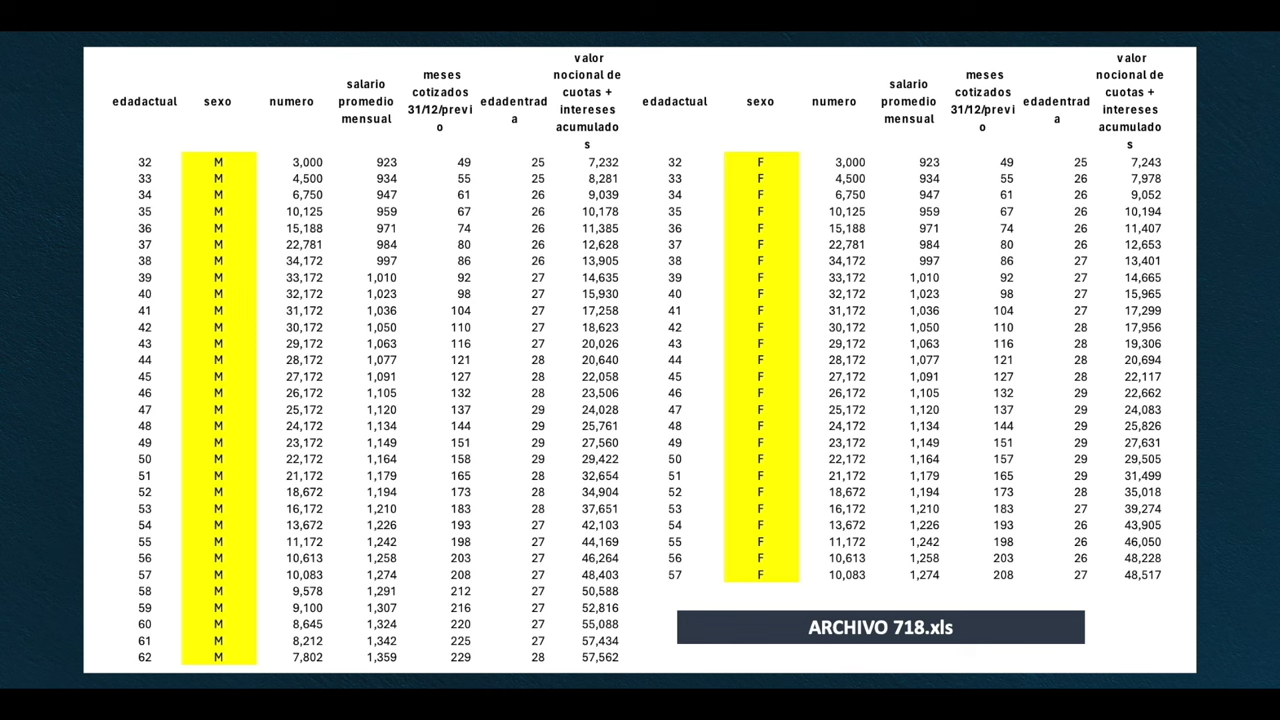 edadactual sexo numero salario promedio mensual meses cotizados 31/12/previo edadentrada valor nocional de cuotas + intereses acumulados edadactual sexo numero salario promedio mensual meses cotizados 31/12/previo edadentrada valor nocional de cuotas + intereses acumulados
32 M 3,000 923 49 25 7,232 32 F 3,000 923 49 25 7,243
33 M 4,500 934 55 25 8,281 33 F 4,500 934 55 26 7,978
34 M 6,750 947 61 26 9,039 34 F 6,750 947 61 26 9,052
35 M 10,125 959 67 26 10,178 35 F 10,125 959 67 26 10,194
36 M 15,188 971 74 26 11,385 36 F 15,188 971 74 26 11,407
37 M 22,781 984 80 26 12,628 37 F 22,781 984 80 26 12,653
38 M 34,172 997 86 26 13,905 38 F 34,172 997 86 27 13,401
39 M 33,172 1,010 92 27 14,635 39 F 33,172 1,010 92 27 14,665
40 M 32,172 1,023 98 27 15,930 40 F 32,172 1,023 98 27 15,965
41 M 31,172 1,036 104 27 17,258 41 F 31,172 1,036 104 27 17,299
42 M 30,172 1,050 110 27 18,623 42 F 30,172 1,050 110 28 17,956
43 M 29,172 1,063 116 27 20,026 43 F 29,172 1,063 116 28 19,306
44 M 28,172 1,077 121 28 20,640 44 F 28,172 1,077 121 28 20,694
45 M 27,172 1,091 127 28 22,058 45 F 27,172 1,091 127 28 22,117
46 M 26,172 1,105 132 28 23,506 46 F 26,172 1,105 132 29 22,662
47 M 25,172 1,120 137 29 24,028 47 F 25,172 1,120 137 29 24,083
48 M 24,172 1,134 144 29 25,761 48 F 24,172 1,134 144 29 25,826
49 M 23,172 1,149 151 29 27,560 49 F 23,172 1,149 151 29 27,631
50 M 22,172 1,164 158 29 29,422 50 F 22,172 1,164 157 29 29,505
51 M 21,172 1,179 165 28 32,654 51 F 21,172 1,179 165 29 31,499
52 M 18,672 1,194 173 28 34,904 52 F 18,672 1,194 173 28 35,018
53 M 16,172 1,210 183 28 37,651 53 F 16,172 1,210 183 27 39,274
54 M 13,672 1,226 193 27 42,103 54 F 13,672 1,226 193 26 43,905
55 M 11,172 1,242 198 27 44,169 55 F 11,172 1,242 198 26 46,050
56 M 10,613 1,258 203 27 46,264 56 F 10,613 1,258 203 26 48,228
57 M 10,083 1,274 208 27 48,403 57 F 10,083 1,274 208 27 48,517
58 M 9,578 1,291 212 27 50,588
59 M 9,100 1,307 216 27 52,816
60 M 8,645 1,324 220 27 55,088
61 M 8,212 1,342 225 27 57,434
62 M 7,802 1,359 229 28 57,562
ARCHIVO 718.xls